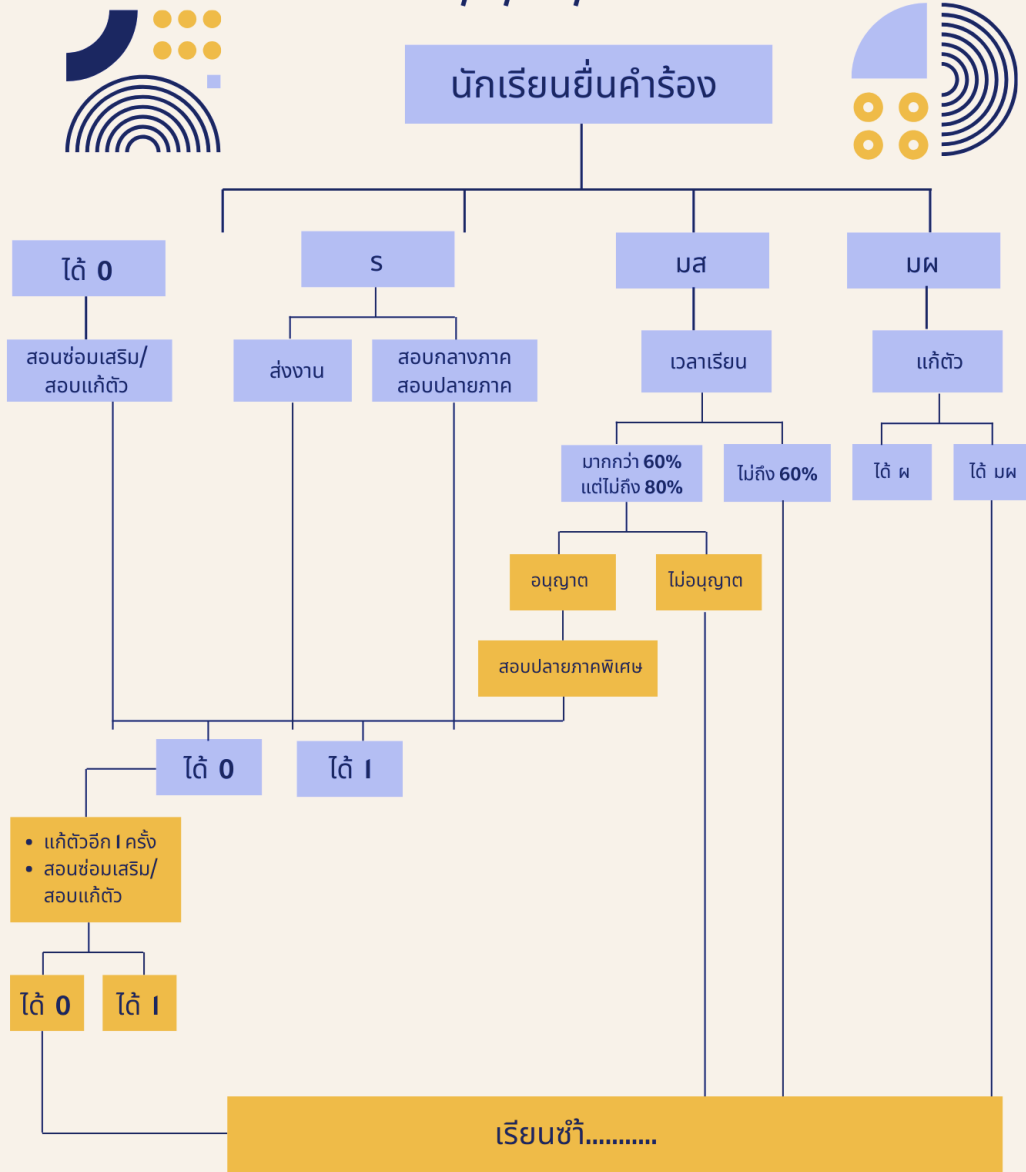 นักเรียนยื่นคำร้อง
ได้ 0
ร
มส
มผ
สอนซ่อมเสริม/
สอบแก้ตัว
ส่งงาน
สอบกลางภาค
สอบปลายภาค
เวลาเรียน
แก้ตัว
มากกว่า 60%
แต่ไม่ถึง 80%
ไม่ถึง 60%
ได้ ผ
ได้ มผ
อนุญาต
ไม่อนุญาต
สอบปลายภาคพิเศษ
ได้ 0
ได้ 1
• แก้ตัวอีก 1 ครั้ง
• สอนซ่อมเสริม/
สอบแก้ตัว
ได้ 0
ได้ 1
เรียนซ้ำ...........